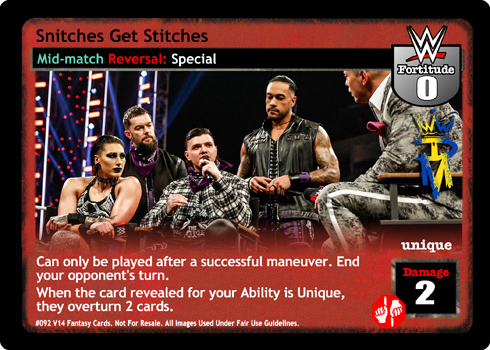 Snitches Get Stitches
Mid-match Reversal: Special
W
Fortitude
0
unique
Can only be played after a successful maneuver. End
your opponent's turn.
When the card revealed for your Ability is Unique,
they overturn 2 cards.
Damage
2
#092 V14 Fantasy Cards. Not For Resale. All Images Used Under Fair Use Guidelines.